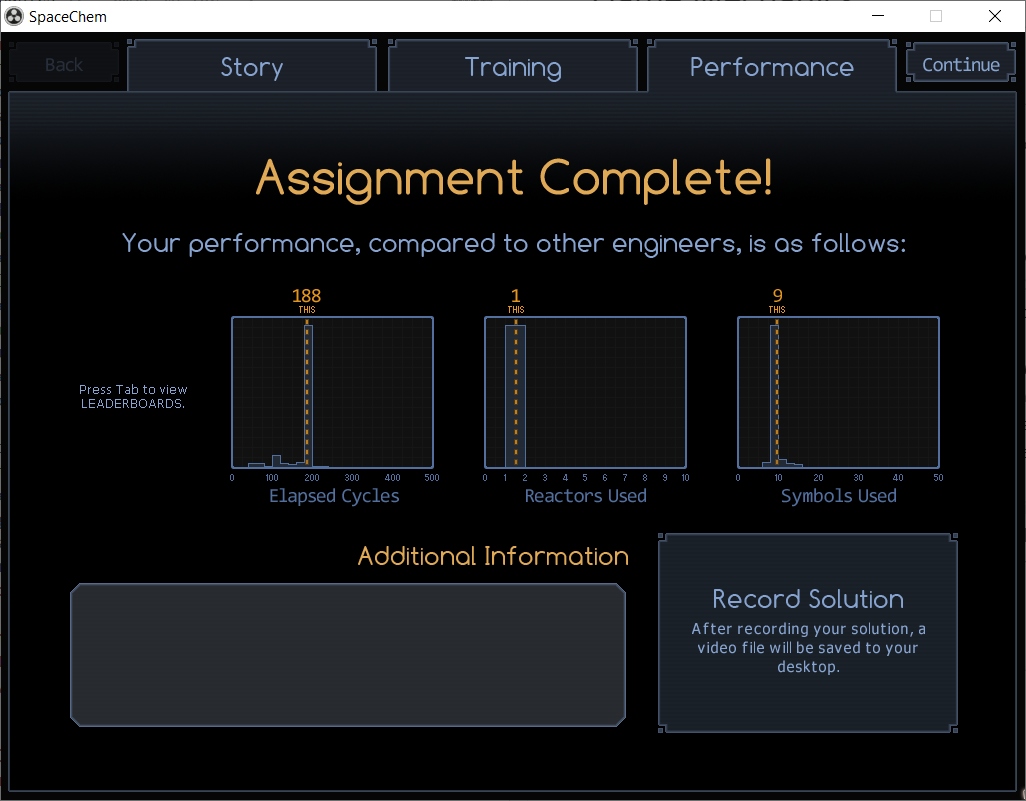 SpaceChem
Back
Story
Training
Performance
Continue
Assignment Complete!
Your performance, compared to other engineers, is as follows:
188
THIS
1
THIS
9
THIS
Press Tab to view
LEADERBOARDS.
0 100 200 300 400 500
0 1 2 3 4 5 6 7 8 9 10
0 10 20 30 40 50
Elapsed Cycles
Reactors Used
Symbols Used
Additional Information
Record Solution
After recording your solution, a
video file will be saved to your
desktop.